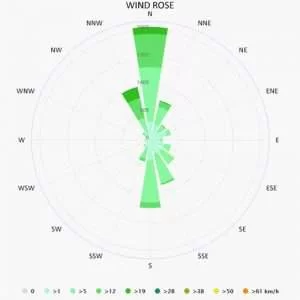 WIND ROSE
N
NNW NNE
NW NE
WNW ENE
W E
WSW ESE
SW SE
SSW SSE
S
0 >1 >5 >12 >19 >28 >38 >50 >61 km/h